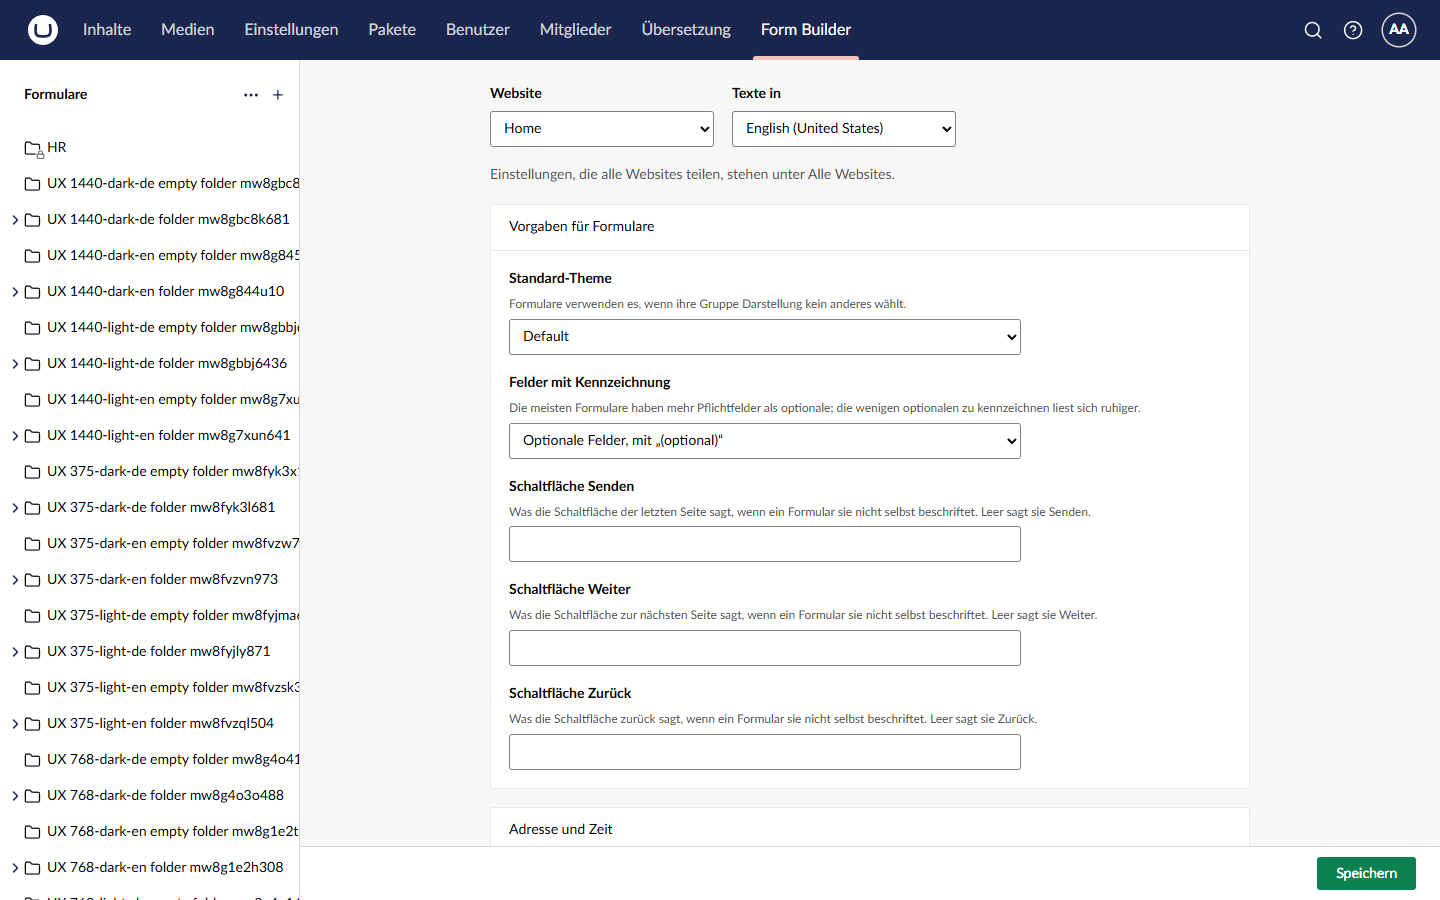 Inhalte
Medien
Einstellungen
Pakete
Benutzer
Mitglieder
Übersetzung
Form Builder
AA
Formulare
HR
UX 1440-dark-de empty folder mw8gbc8
UX 1440-dark-de folder mw8gbc8k681
UX 1440-dark-en empty folder mw8g845
UX 1440-dark-en folder mw8g844u10
UX 1440-light-de empty folder mw8gbbj
UX 1440-light-de folder mw8gbbj6436
UX 1440-light-en empty folder mw8g7xu
UX 1440-light-en folder mw8g7xun641
UX 375-dark-de empty folder mw8fyk3x
UX 375-dark-de folder mw8fyk3l681
UX 375-dark-en empty folder mw8fvzw7
UX 375-dark-en folder mw8fvzvn973
UX 375-light-de empty folder mw8fyjma
UX 375-light-de folder mw8fyjly871
UX 375-light-en empty folder mw8fvzsk3
UX 375-light-en folder mw8fvzql504
UX 768-dark-de empty folder mw8g4o41
UX 768-dark-de folder mw8g4o3o488
UX 768-dark-en empty folder mw8g1e2t
UX 768-dark-en folder mw8g1e2h308
Website
Home
Texte in
English (United States)
Einstellungen, die alle Websites teilen, stehen unter Alle Websites.
Vorgaben für Formulare
Standard-Theme
Formulare verwenden es, wenn ihre Gruppe Darstellung kein anderes wählt.
Default
Felder mit Kennzeichnung
Die meisten Formulare haben mehr Pflichtfelder als optionale; die wenigen optionalen zu kennzeichnen liest sich ruhiger.
Optionale Felder, mit „(optional)“
Schaltfläche Senden
Was die Schaltfläche der letzten Seite sagt, wenn ein Formular sie nicht selbst beschriftet. Leer sagt sie Senden.
Schaltfläche Weiter
Was die Schaltfläche zur nächsten Seite sagt, wenn ein Formular sie nicht selbst beschriftet. Leer sagt sie Weiter.
Schaltfläche Zurück
Was die Schaltfläche zurück sagt, wenn ein Formular sie nicht selbst beschriftet. Leer sagt sie Zurück.
Adresse und Zeit
Speichern